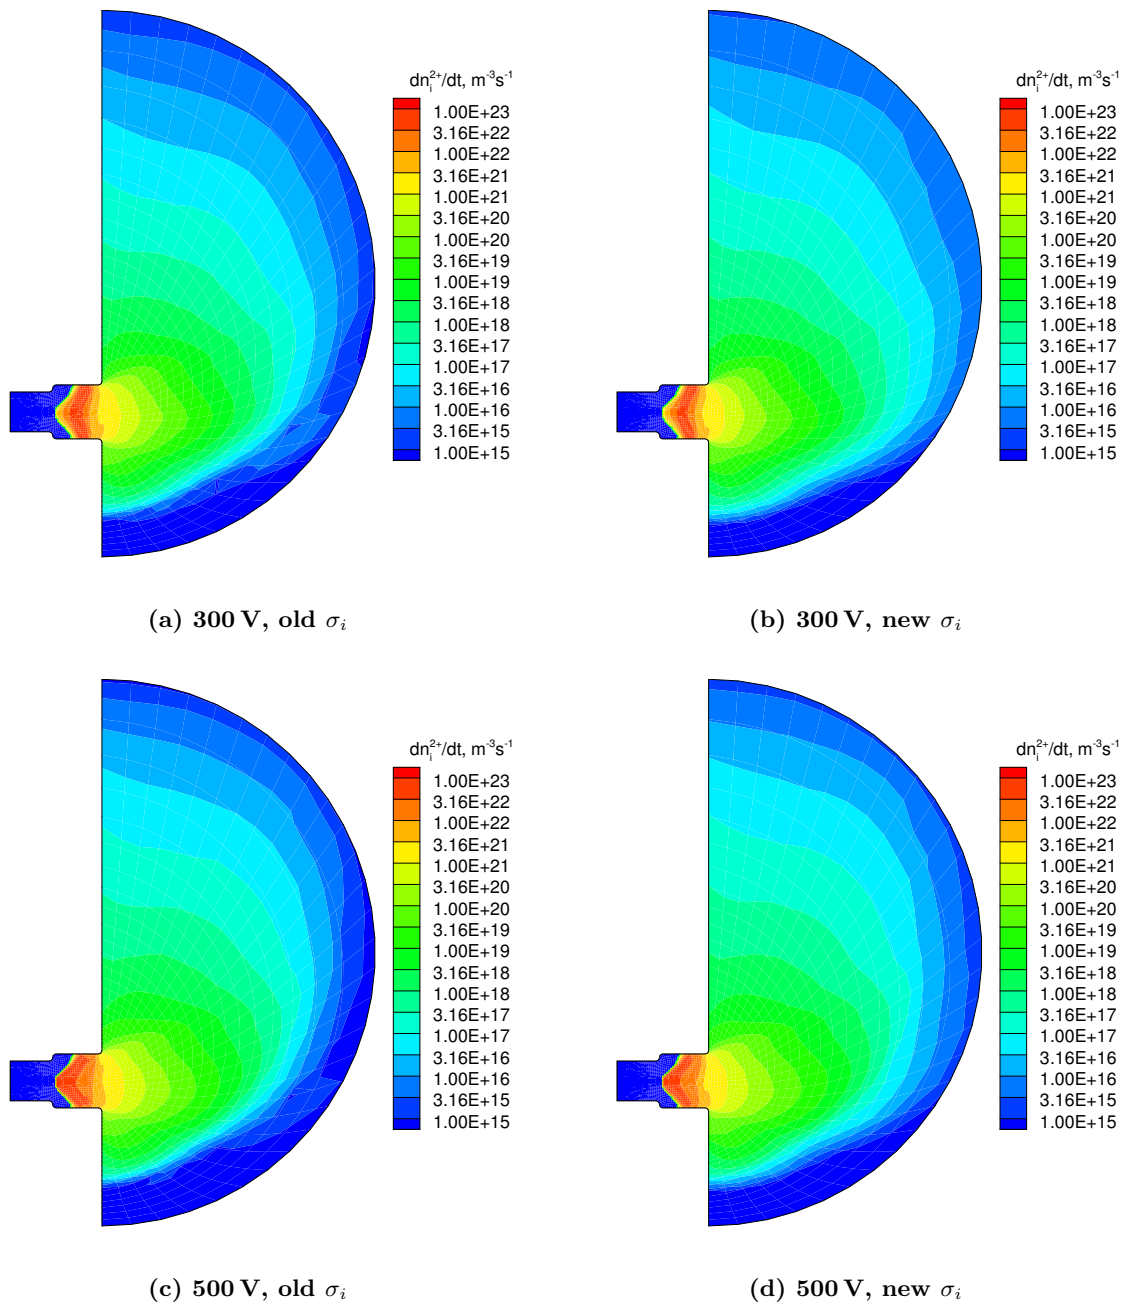 dn_i^2+/dt, m^-3s^-1
1.00E+23
3.16E+22
1.00E+22
3.16E+21
1.00E+21
3.16E+20
1.00E+20
3.16E+19
1.00E+19
3.16E+18
1.00E+18
3.16E+17
1.00E+17
3.16E+16
1.00E+16
3.16E+15
1.00E+15
(a) 300 V, old σ_i
dn_i^2+/dt, m^-3s^-1
1.00E+23
3.16E+22
1.00E+22
3.16E+21
1.00E+21
3.16E+20
1.00E+20
3.16E+19
1.00E+19
3.16E+18
1.00E+18
3.16E+17
1.00E+17
3.16E+16
1.00E+16
3.16E+15
1.00E+15
(b) 300 V, new σ_i
dn_i^2+/dt, m^-3s^-1
1.00E+23
3.16E+22
1.00E+22
3.16E+21
1.00E+21
3.16E+20
1.00E+20
3.16E+19
1.00E+19
3.16E+18
1.00E+18
3.16E+17
1.00E+17
3.16E+16
1.00E+16
3.16E+15
1.00E+15
(c) 500 V, old σ_i
dn_i^2+/dt, m^-3s^-1
1.00E+23
3.16E+22
1.00E+22
3.16E+21
1.00E+21
3.16E+20
1.00E+20
3.16E+19
1.00E+19
3.16E+18
1.00E+18
3.16E+17
1.00E+17
3.16E+16
1.00E+16
3.16E+15
1.00E+15
(d) 500 V, new σ_i